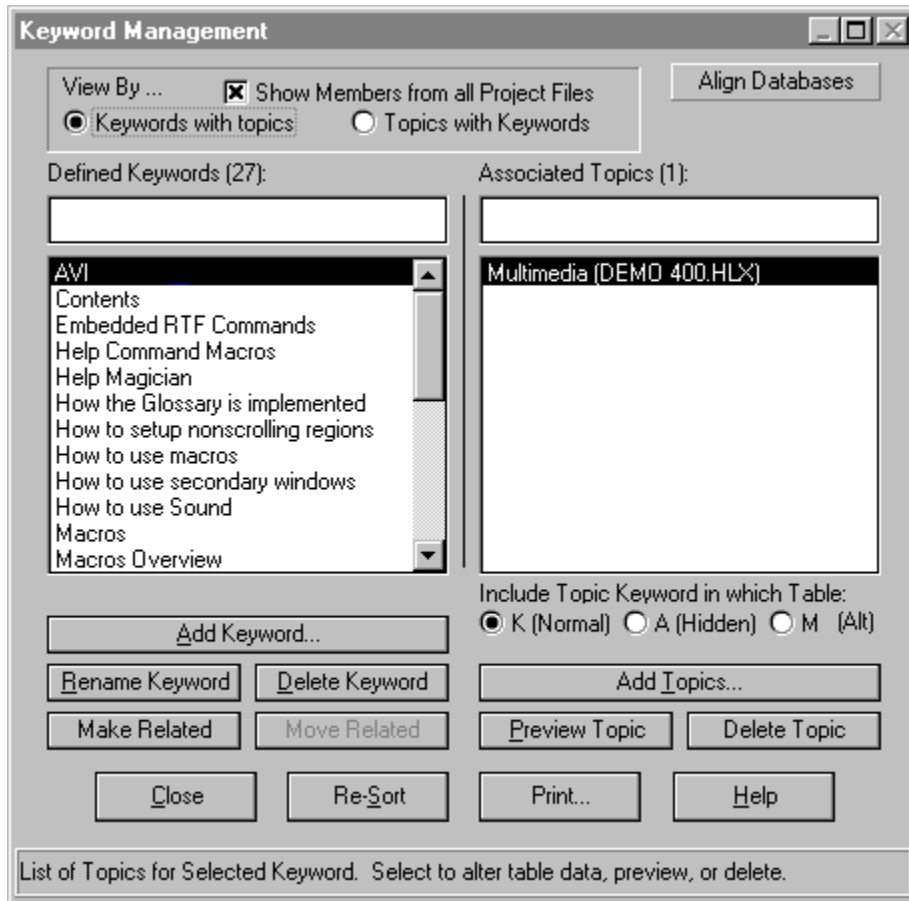 Keyword Management
View By ... Show Members from all Project Files Align Databases
Keywords with topics Topics with Keywords
Defined Keywords (27): Associated Topics (1):
AVI Multimedia (DEMO 400.HLX)
Contents
Embedded RTF Commands
Help Command Macros
Help Magician
How the Glossary is implemented
How to setup nonscrolling regions
How to use macros
How to use secondary windows
How to use Sound
Macros
Macros Overview
Include Topic Keyword in which Table:
K (Normal) A (Hidden) M (Alt)
Add Keyword...
Rename Keyword Delete Keyword Add Topics...
Make Related Move Related Preview Topic Delete Topic
Close Re-Sort Print... Help
List of Topics for Selected Keyword. Select to alter table data, preview, or delete.